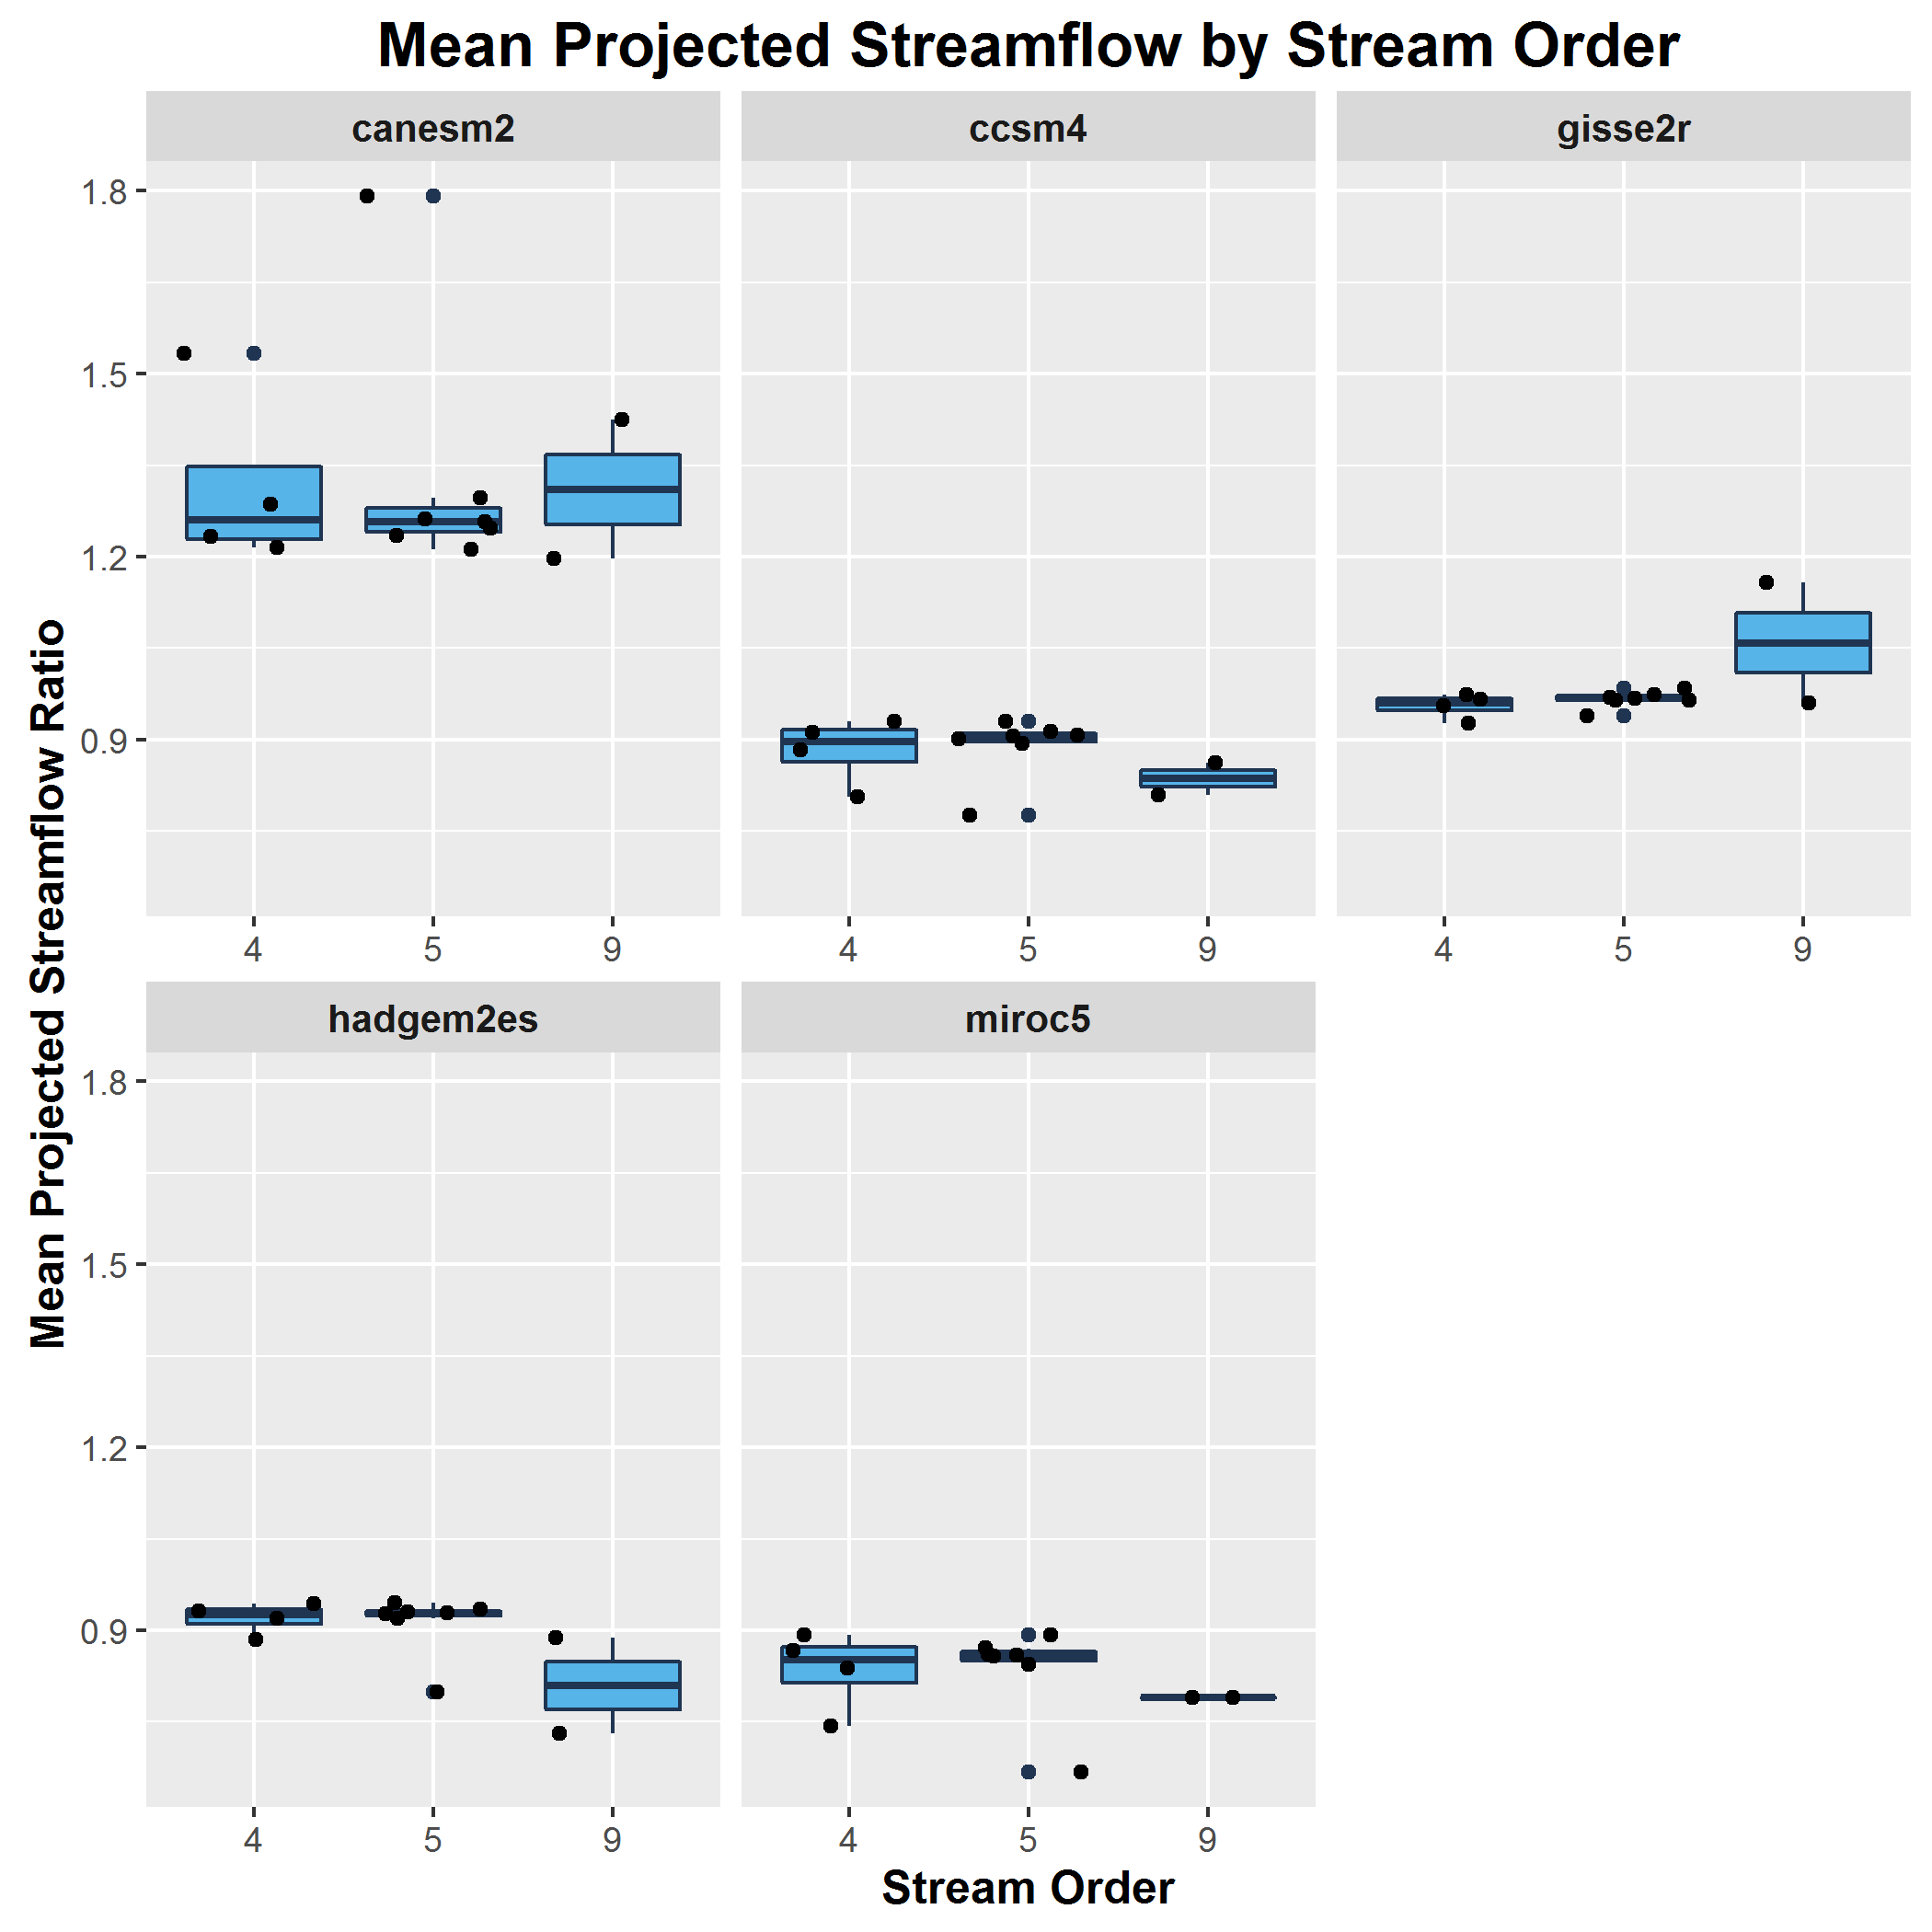 Mean Projected Streamflow by Stream Order
canesm2
ccsm4
gisse2r
1.8
1.5
1.2
0.9
4 5 9
4 5 9
4 5 9
Mean Projected Streamflow Ratio
hadgem2es
miroc5
1.8
1.5
1.2
0.9
4 5 9
4 5 9
Stream Order